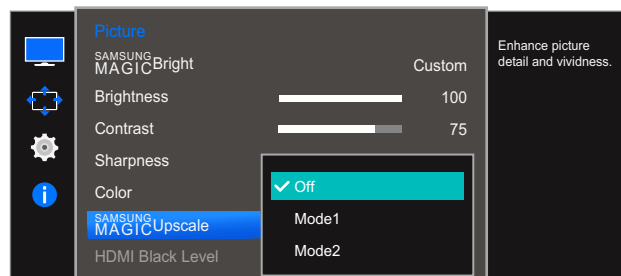 Picture
SAMSUNG
MAGICBright Custom
Brightness 100
Contrast 75
Sharpness
Color
SAMSUNG
MAGICUpscale
HDMI Black Level
Off
Mode1
Mode2
Enhance picture
detail and vividness.